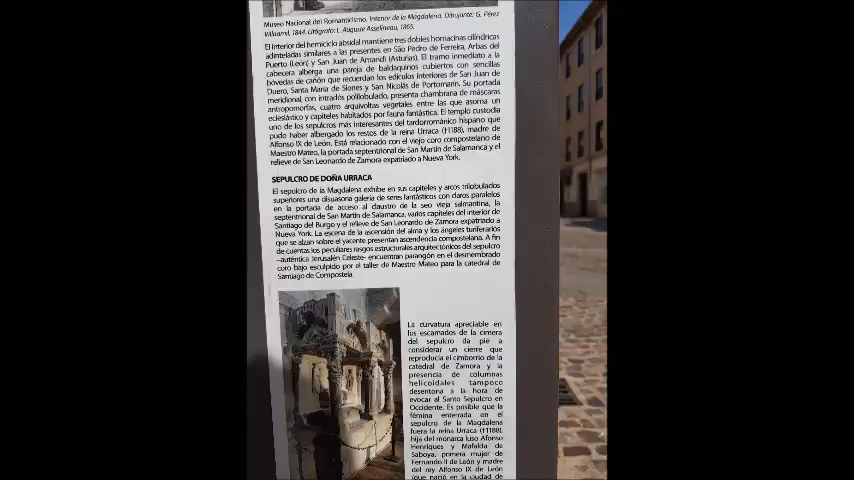 Museo Nacional del Romanticismo, Interior de la Magdalena. Dibujante: G. Pérez
Villaamil, 1844. Litógrafo: L. Auguste Asselineau, 1865.
El interior del hemiciclo absidal mantiene tres dobles hornacinas cilíndricas
adinteladas similares a las presentes en São Pedro de Ferreira, Arbas del
Puerto (León) y San Juan de Amandi (Asturias). El tramo inmediato a la
cabecera alberga una pareja de baldaquinos cubiertos con sencillas
bóvedas de cañón que recuerdan los edículos interiores de San Juan de
Duero, Santa María de Siones y San Nicolás de Portomarín. Su portada
meridional, con intradós polilobulado, presenta chambrana de máscaras
antropomorfas, cuatro arquivoltas vegetales entre las que asoma un
eclesiástico y capiteles habitados por fauna fantástica. El templo custodia
uno de los sepulcros más interesantes del tardorrománico hispano que
pudo haber albergado los restos de la reina Urraca (†1188), madre de
Alfonso IX de León. Está relacionado con el viejo coro compostelano de
Maestro Mateo, la portada septentrional de San Martín de Salamanca y el
relieve de San Leonardo de Zamora expatriado a Nueva York.
SEPULCRO DE DOÑA URRACA
El sepulcro de la Magdalena exhibe en sus capiteles y arcos trilobulados
superiores una disuasoria galería de seres fantásticos con claros paralelos
en la portada de acceso al claustro de la seo vieja salmantina, la
septentrional de San Martín de Salamanca, varios capiteles del interior de
Santiago del Burgo y el relieve de San Leonardo de Zamora expatriado a
Nueva York. La escena de la ascensión del alma y los ángeles turiferarios
que se alzan sobre el yacente presentan ascendencia compostelana. A fin
de cuentas los peculiares rasgos estructurales arquitectónicos del sepulcro
–auténtica Jerusalén Celeste– encuentran parangón en el desmembrado
coro bajo esculpido por el taller de Maestro Mateo para la catedral de
Santiago de Compostela.
La curvatura apreciable en
los escamados de la cimera
del sepulcro da pie a
considerar un cierre que
reproducía el cimborrio de la
catedral de Zamora y la
presencia de columnas
helicoidales tampoco
desentona a la hora de
evocar al Santo Sepulcro en
Occidente. Es posible que la
fémina enterrada en el
sepulcro de la Magdalena
fuera la reina Urraca (†1188),
hija del monarca luso Afonso
Henriques y Mafalda de
Saboya, primera mujer de
Fernando II de León y madre
del rey Alfonso IX de León
(que nació en la ciudad de